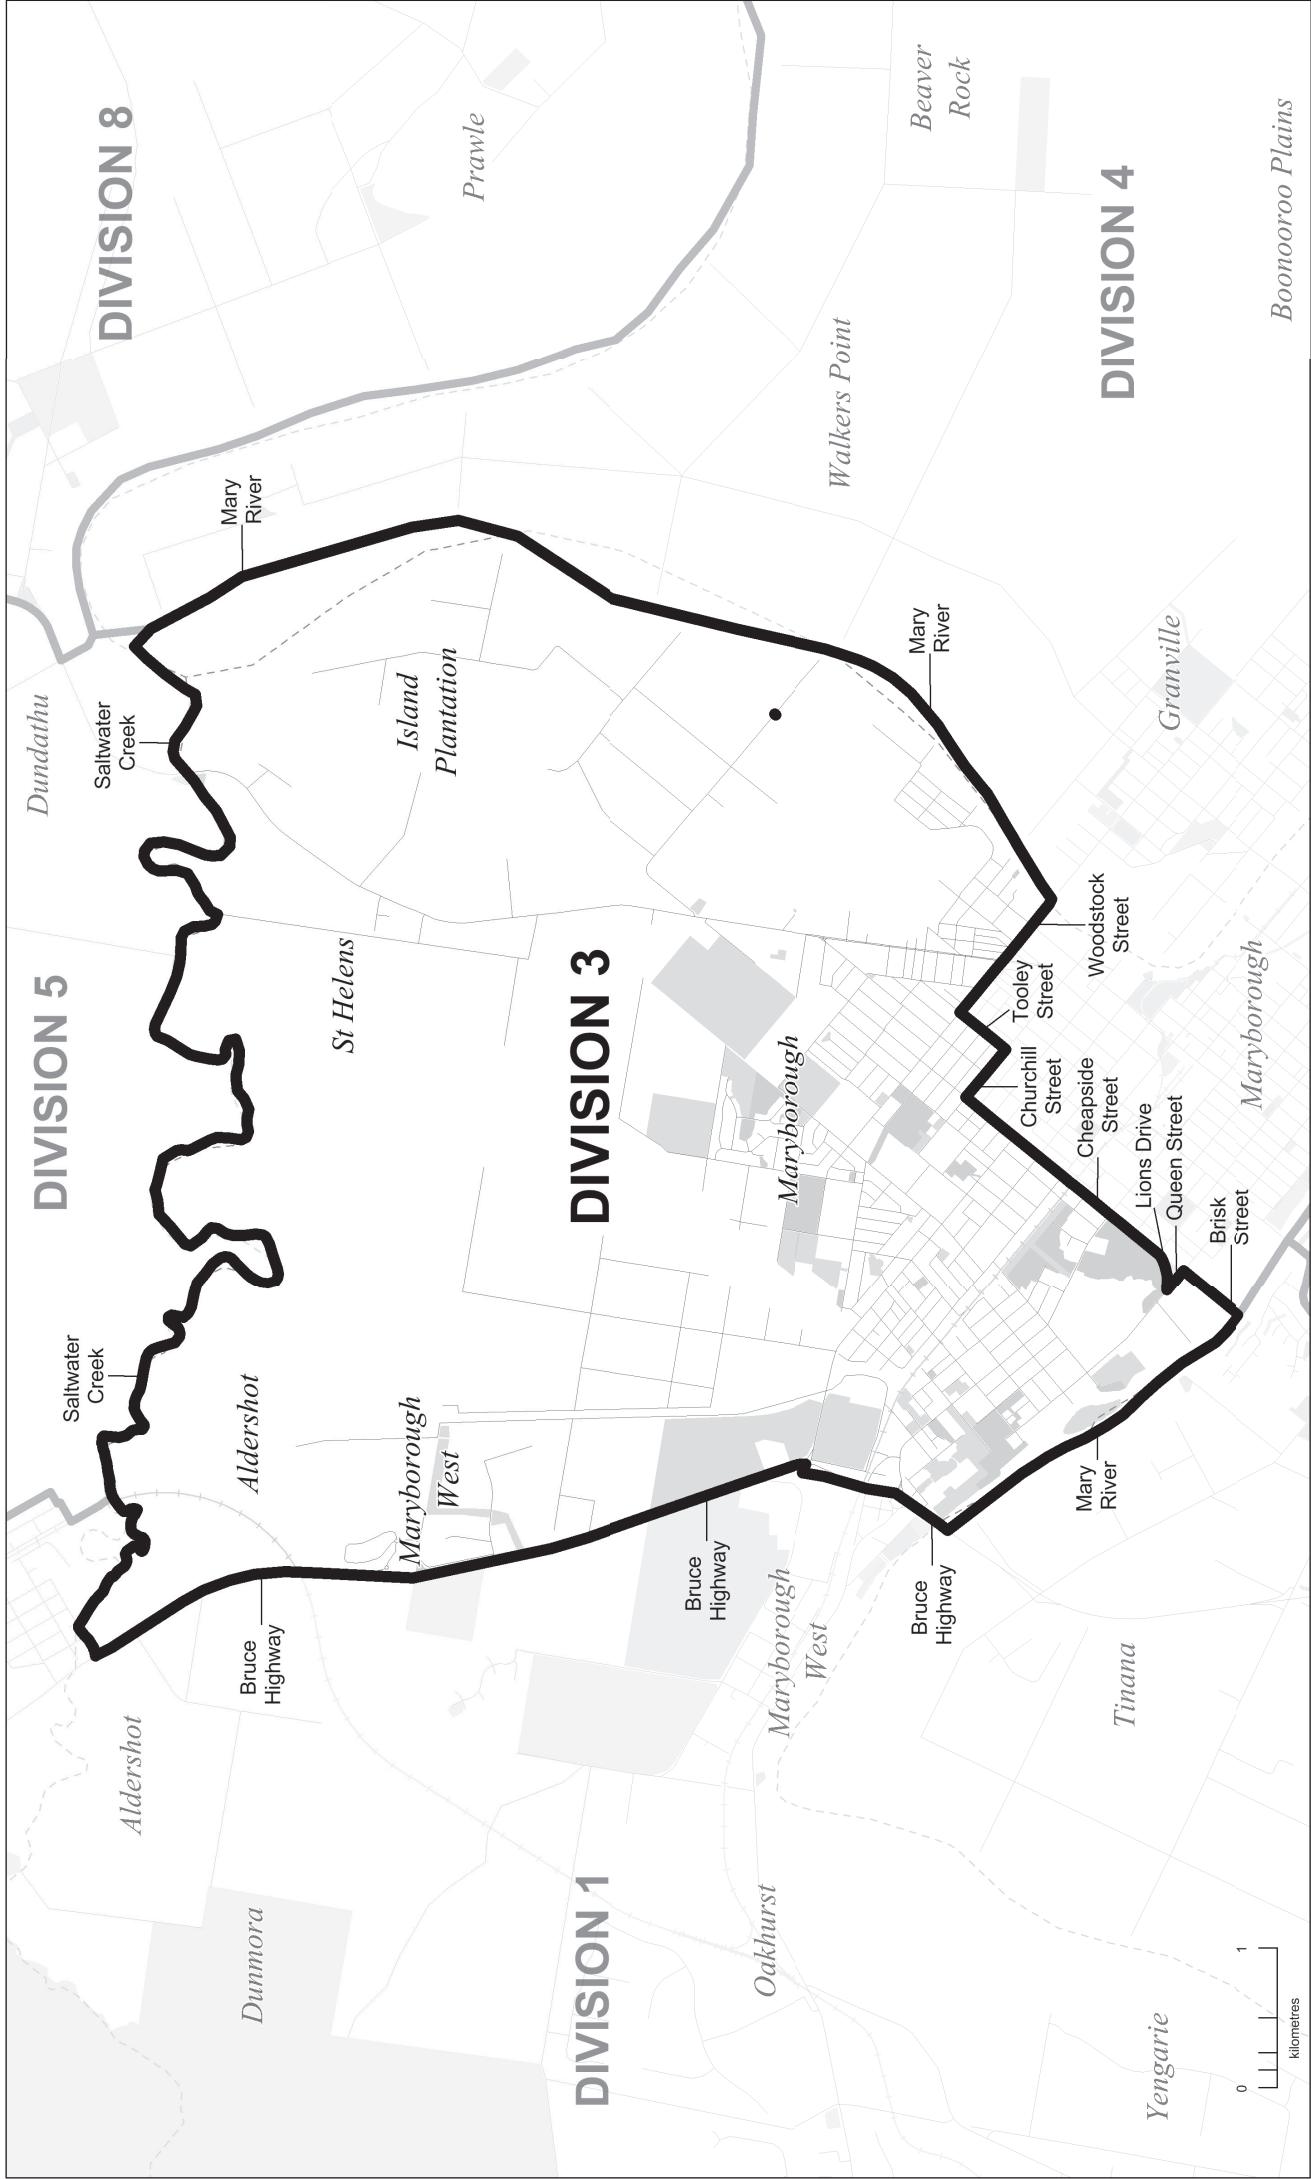 DIVISION 5
DIVISION 8
Dundathu
Saltwater
Creek
Saltwater
Creek
Mary
River
Aldershot
Aldershot
Bruce
Highway
Dunmora
St Helens
Island
Plantation
Prawle
Maryborough
West
DIVISION 1
DIVISION 3
Bruce
Highway
Maryborough
West
Maryborough
Oakhurst
Walkers Point
Beaver
Rock
Bruce
Highway
Mary
River
Tooley
Street
Churchill
Street
Woodstock
Street
Cheapside
Street
Lions Drive
Queen Street
Brisk
Street
Mary
River
Tinana
Yengarie
Granville
Maryborough
DIVISION 4
Boonooroo Plains
0
1
kilometres